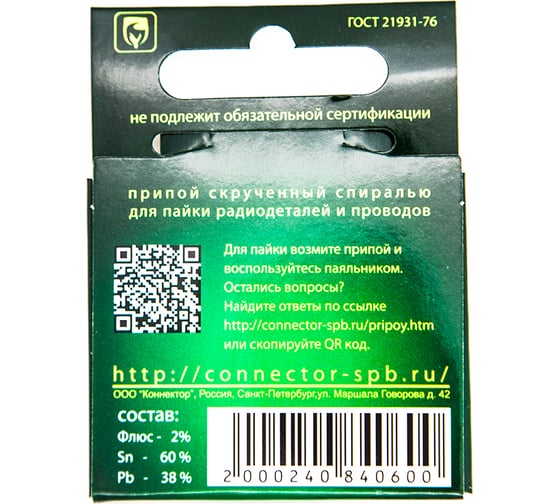 ГОСТ 21931-76
не подлежит обязательной сертификации
припой скрученный спиралью
для пайки радиодеталей и проводов
Для пайки возмите припой и
воспользуйтесь паяльником.
Остались вопросы?
Найдите ответы по ссылке
http://connector-spb.ru/pripoy.htm
или скопируйте QR код.
http://connector-spb.ru/
ООО "Коннектор", Россия, Санкт-Петербург,ул. Маршала Говорова д. 42
состав:
Флюс - 2%
Sn - 60 %
Pb - 38 %
2 000240 840600